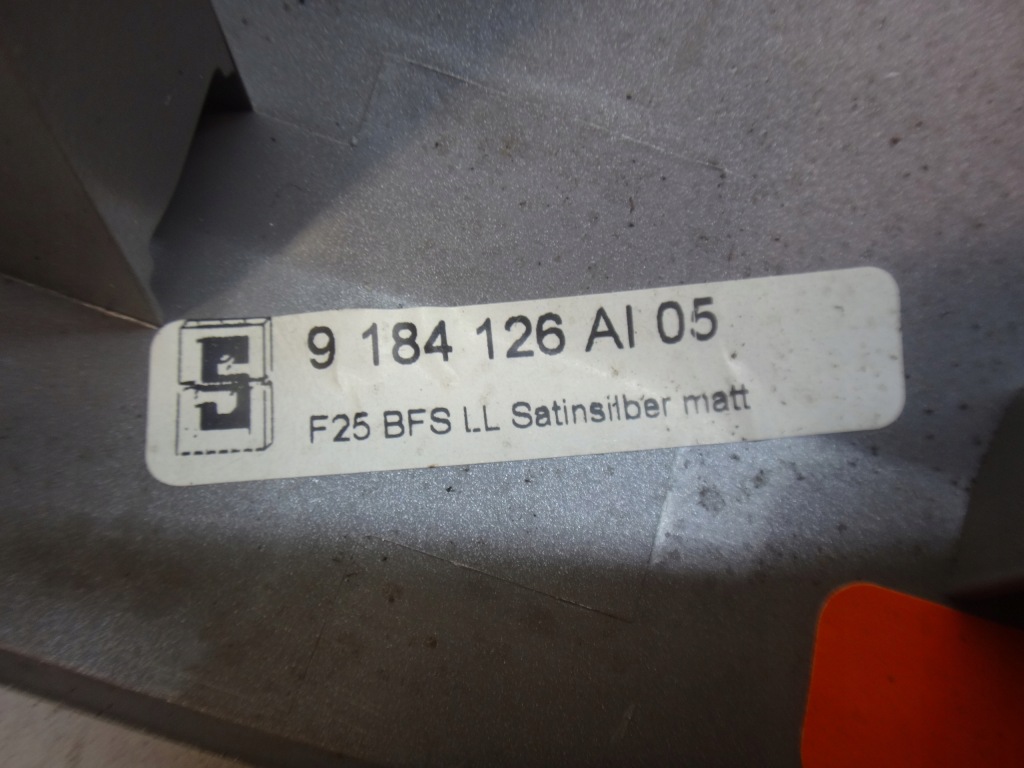 S
9 184 126 AI 05
F25 BFS LL Satinsilber matt